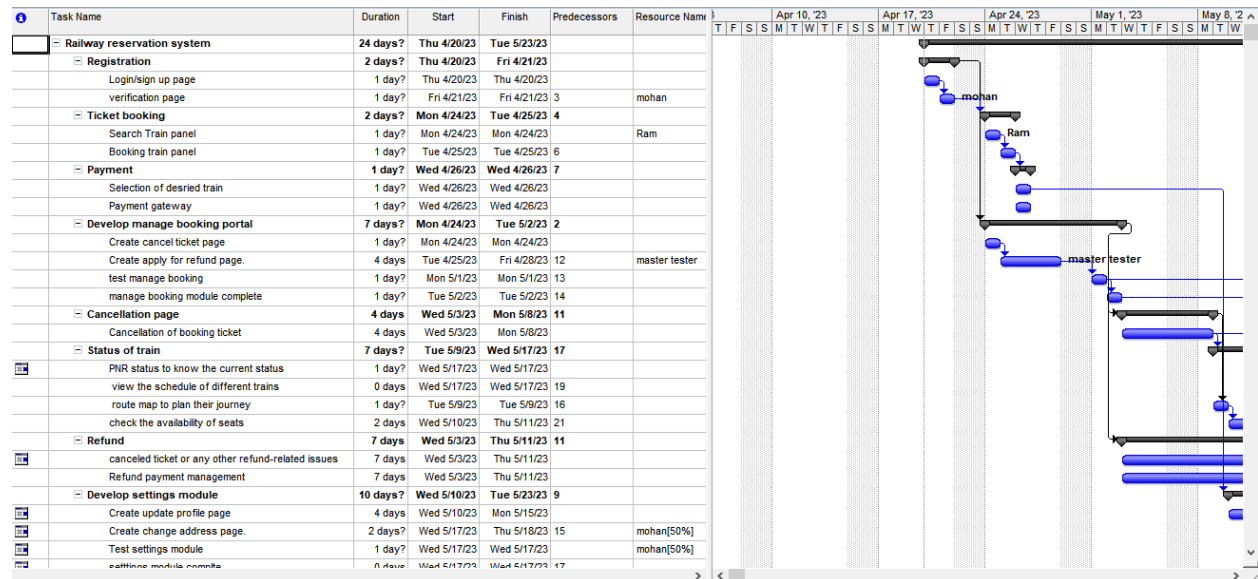 Task Name Duration Start Finish Predecessors Resource Name Apr 10, '23 Apr 17, '23 Apr 24, '23 May 1, '23 May 8, '2
T F S S M T W T F S S M T W T F S S M T W T F S S M T W T F S S M T W
Railway reservation system 24 days? Thu 4/20/23 Tue 5/23/23
Registration 2 days? Thu 4/20/23 Fri 4/21/23
Login/sign up page 1 day? Thu 4/20/23 Thu 4/20/23
verification page 1 day? Fri 4/21/23 Fri 4/21/23 3 mohan mohan
Ticket booking 2 days? Mon 4/24/23 Tue 4/25/23 4
Search Train panel 1 day? Mon 4/24/23 Mon 4/24/23 Ram Ram
Booking train panel 1 day? Tue 4/25/23 Tue 4/25/23 6
Payment 1 day? Wed 4/26/23 Wed 4/26/23 7
Selection of desried train 1 day? Wed 4/26/23 Wed 4/26/23
Payment gateway 1 day? Wed 4/26/23 Wed 4/26/23
Develop manage booking portal 7 days? Mon 4/24/23 Tue 5/2/23 2
Create cancel ticket page 1 day? Mon 4/24/23 Mon 4/24/23
Create apply for refund page. 4 days Tue 4/25/23 Fri 4/28/23 12 master tester master tester
test manage booking 1 day? Mon 5/1/23 Mon 5/1/23 13
manage booking module complete 1 day? Tue 5/2/23 Tue 5/2/23 14
Cancellation page 4 days Wed 5/3/23 Mon 5/8/23 11
Cancellation of booking ticket 4 days Wed 5/3/23 Mon 5/8/23
Status of train 7 days? Tue 5/9/23 Wed 5/17/23 17
PNR status to know the current status 1 day? Wed 5/17/23 Wed 5/17/23
view the schedule of different trains 0 days Wed 5/17/23 Wed 5/17/23 19
route map to plan their journey 1 day? Tue 5/9/23 Tue 5/9/23 16
check the availability of seats 2 days Wed 5/10/23 Thu 5/11/23 21
Refund 7 days Wed 5/3/23 Thu 5/11/23 11
canceled ticket or any other refund-related issues 7 days Wed 5/3/23 Thu 5/11/23
Refund payment management 7 days Wed 5/3/23 Thu 5/11/23
Develop settings module 10 days? Wed 5/10/23 Tue 5/23/23 9
Create update profile page 4 days Wed 5/10/23 Mon 5/15/23
Create change address page. 2 days? Wed 5/17/23 Thu 5/18/23 15 mohan[50%]
Test settings module 1 day? Wed 5/17/23 Wed 5/17/23 mohan[50%]
setttings module complte 0 days Wed 5/17/23 Wed 5/17/23 17